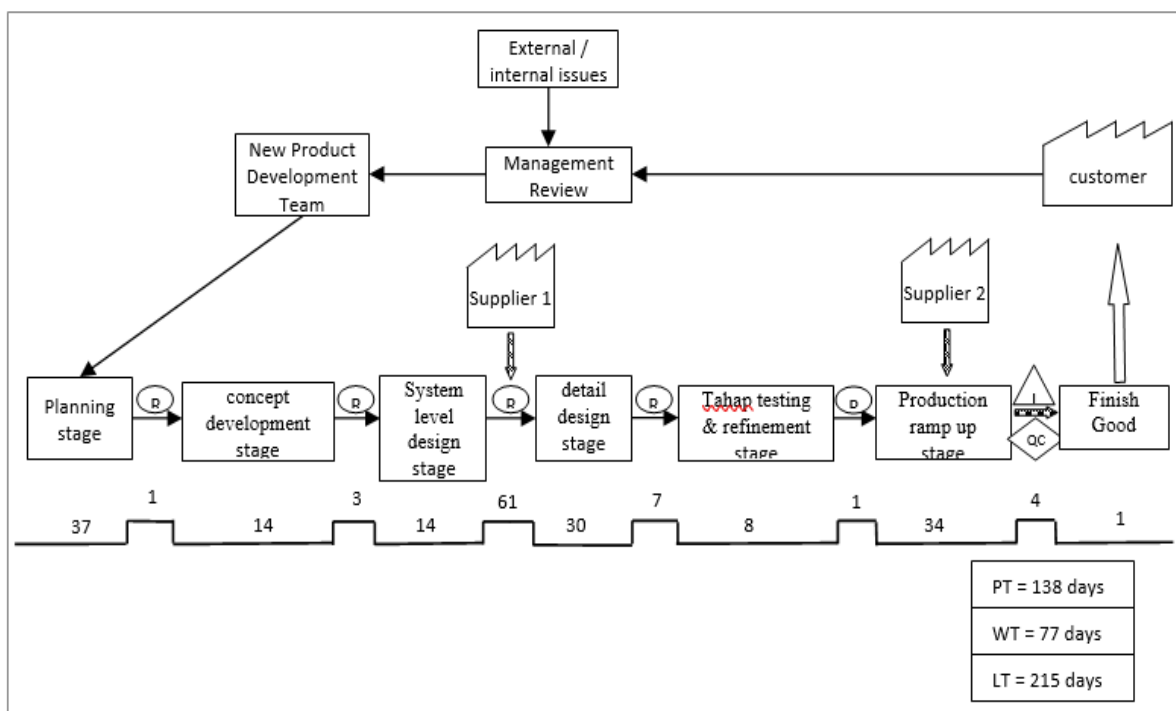 External /
internal issues
New Product
Development
Team
Management
Review
customer
Supplier 1
Supplier 2
Planning
stage
R
concept
development
stage
R
System
level
design
stage
R
detail
design
stage
R
Tahap testing
& refinement
stage
Production
ramp up
stage
I
QC
Finish
Good
1
3
61
7
1
4
37
14
14
30
8
34
1
PT = 138 days
WT = 77 days
LT = 215 days